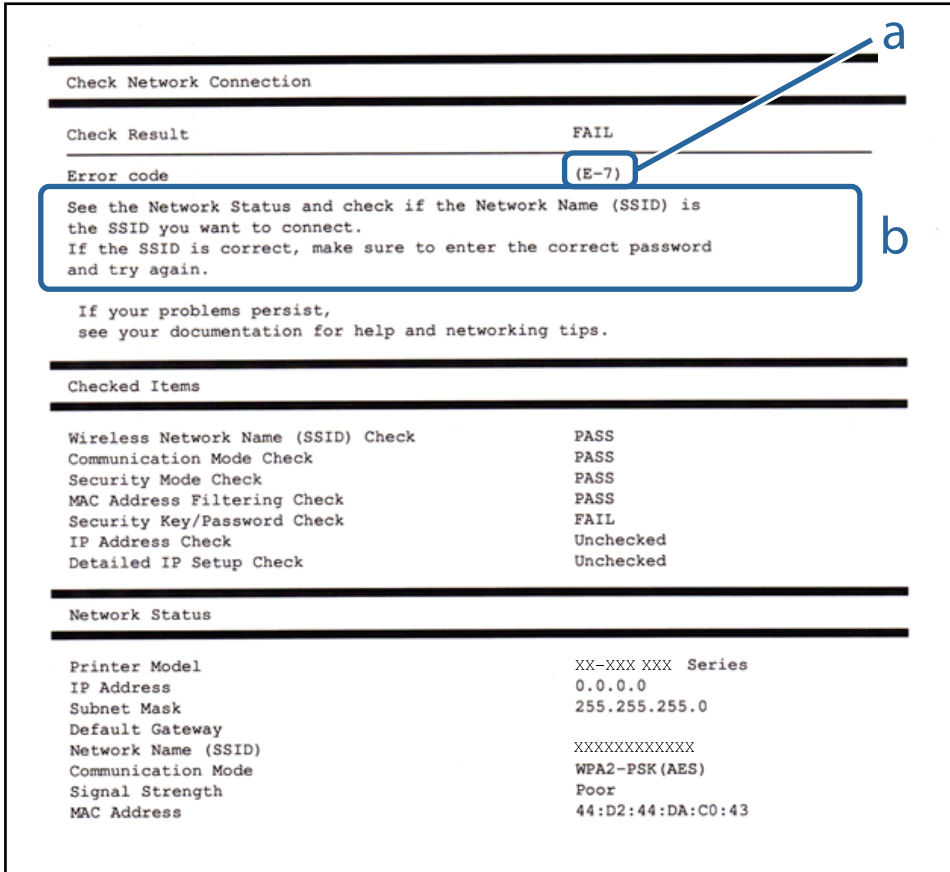 a
Check Network Connection
Check Result FAIL
Error code (E-7)
See the Network Status and check if the Network Name (SSID) is
the SSID you want to connect.
If the SSID is correct, make sure to enter the correct password
and try again.
b
If your problems persist,
see your documentation for help and networking tips.
Checked Items
Wireless Network Name (SSID) Check PASS
Communication Mode Check PASS
Security Mode Check PASS
MAC Address Filtering Check PASS
Security Key/Password Check FAIL
IP Address Check Unchecked
Detailed IP Setup Check Unchecked
Network Status
Printer Model XX-XXX XXX Series
IP Address 0.0.0.0
Subnet Mask 255.255.255.0
Default Gateway
Network Name (SSID) XXXXXXXXXXXX
Communication Mode WPA2-PSK(AES)
Signal Strength Poor
MAC Address 44:D2:44:DA:C0:43